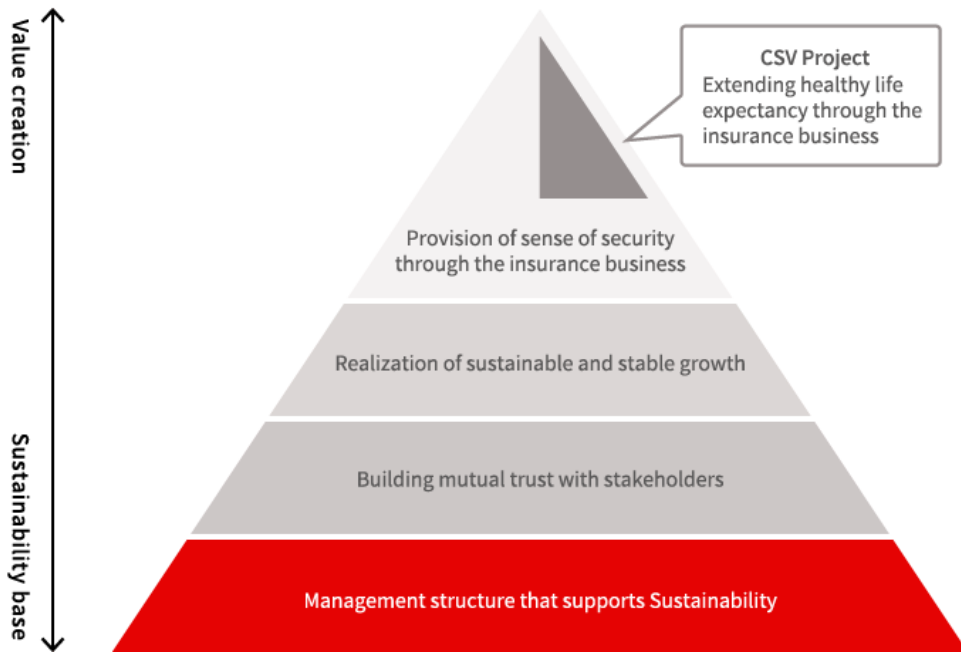 Value creation
CSV Project
Extending healthy life
expectancy through the
insurance business
Provision of sense of security
through the insurance business
Realization of sustainable and stable growth
Building mutual trust with stakeholders
Sustainability base
Management structure that supports Sustainability